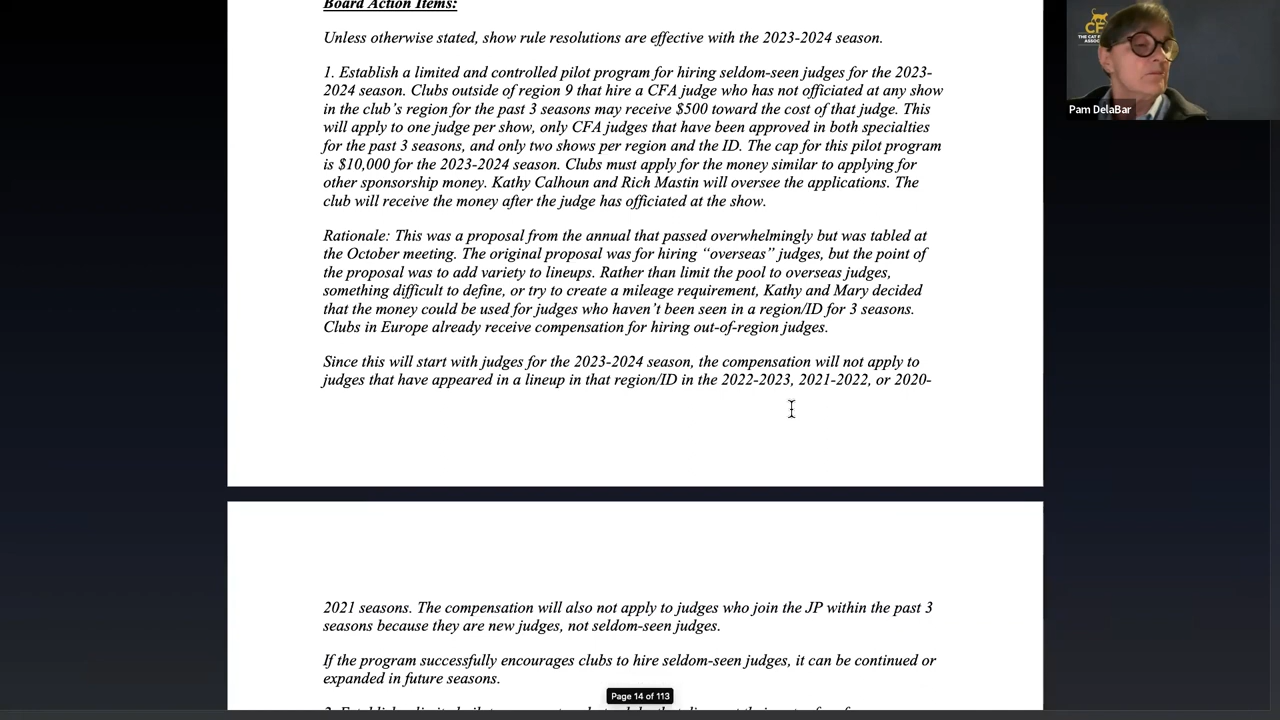 Board Action Items:
Unless otherwise stated, show rule resolutions are effective with the 2023-2024 season.
1. Establish a limited and controlled pilot program for hiring seldom-seen judges for the 2023-
2024 season. Clubs outside of region 9 that hire a CFA judge who has not officiated at any show
in the club's region for the past 3 seasons may receive $500 toward the cost of that judge. This
will apply to one judge per show, only CFA judges that have been approved in both specialties
for the past 3 seasons, and only two shows per region and the ID. The cap for this pilot program
is $10,000 for the 2023-2024 season. Clubs must apply for the money similar to applying for
other sponsorship money. Kathy Calhoun and Rich Mastin will oversee the applications. The
club will receive the money after the judge has officiated at the show.
Rationale: This was a proposal from the annual that passed overwhelmingly but was tabled at
the October meeting. The original proposal was for hiring “overseas” judges, but the point of
the proposal was to add variety to lineups. Rather than limit the pool to overseas judges,
something difficult to define, or try to create a mileage requirement, Kathy and Mary decided
that the money could be used for judges who haven't been seen in a region/ID for 3 seasons.
Clubs in Europe already receive compensation for hiring out-of-region judges.
Since this will start with judges for the 2023-2024 season, the compensation will not apply to
judges that have appeared in a lineup in that region/ID in the 2022-2023, 2021-2022, or 2020-
2021 seasons. The compensation will also not apply to judges who join the JP within the past 3
seasons because they are new judges, not seldom-seen judges.
If the program successfully encourages clubs to hire seldom-seen judges, it can be continued or
expanded in future seasons.
Page 14 of 113
CF
THE CAT
ASSOC
Pam DelaBar